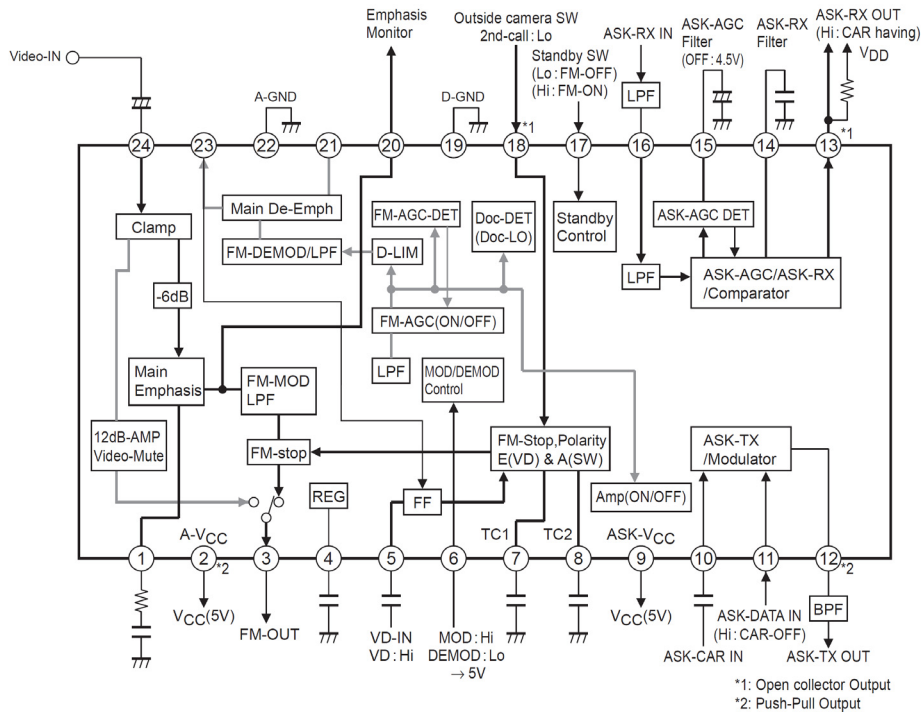 Emphasis
Monitor
Outside camera SW
2nd-call : Lo
Standby SW
(Lo : FM-OFF)
(Hi : FM-ON)
ASK-RX IN
ASK-AGC
Filter
(OFF : 4.5V)
ASK-RX
Filter
ASK-RX OUT
(Hi : CAR having)
VDD
Video-IN
A-GND
D-GND
LPF
*1
*1
24
23
22
21
20
19
18
17
16
15
14
13
Clamp
Main De-Emph
FM-DEMOD/LPF
FM-AGC-DET
D-LIM
Doc-DET
(Doc-LO)
Standby
Control
ASK-AGC DET
LPF
ASK-AGC/ASK-RX
/Comparator
-6dB
FM-AGC(ON/OFF)
LPF
MOD/DEMOD
Control
Main
Emphasis
FM-MOD
LPF
12dB-AMP
Video-Mute
FM-stop
FM-Stop,Polarity
E(VD) & A(SW)
ASK-TX
/Modulator
REG
FF
Amp(ON/OFF)
A-VCC
TC1
TC2
ASK-VCC
1
2
3
4
5
6
7
8
9
10
11
12
*2
*2
VCC(5V)
FM-OUT
VD-IN
VD : Hi
MOD : Hi
DEMOD : Lo
→ 5V
VCC(5V)
ASK-CAR IN
ASK-DATA IN
(Hi : CAR-OFF)
BPF
ASK-TX OUT
*1: Open collector Output
*2: Push-Pull Output